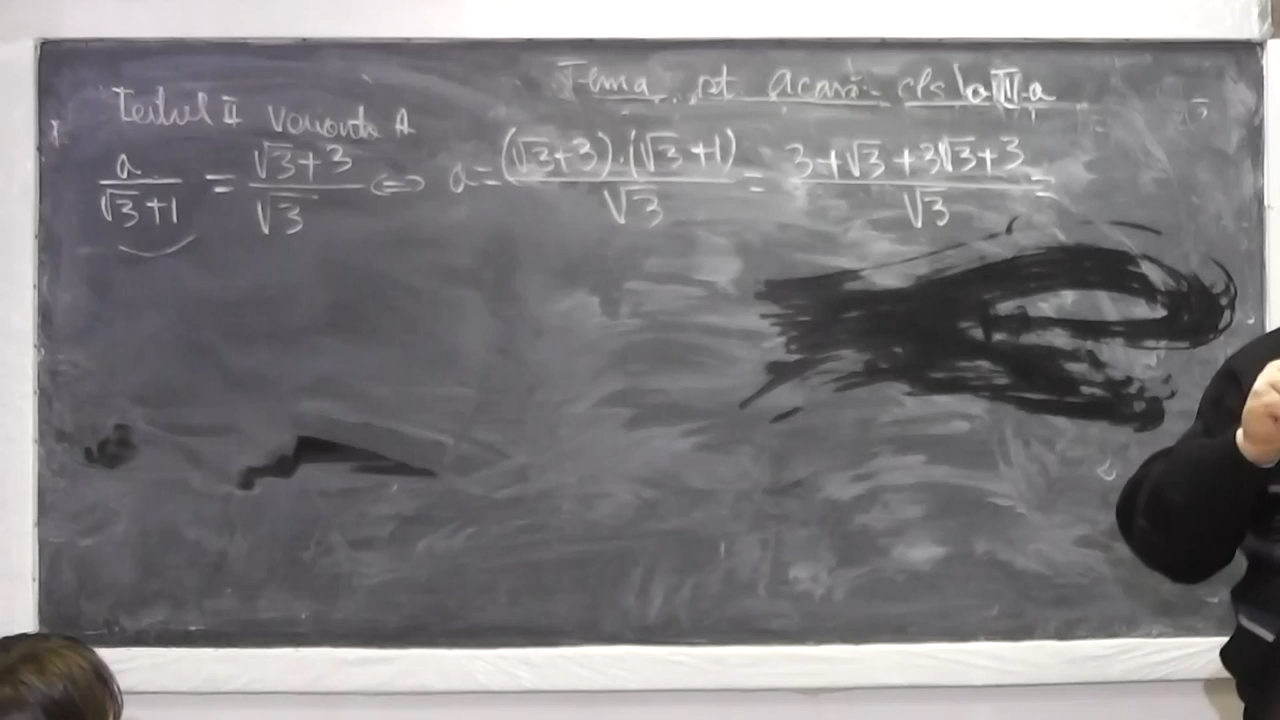 Tema pt acasă cls a VII-a
Testul II varianta A
a/(√3+1) = (√3+3)/√3 ⇔ a = (√3+3)·(√3+1)/√3 = (3+√3+3√3+3)/√3 =